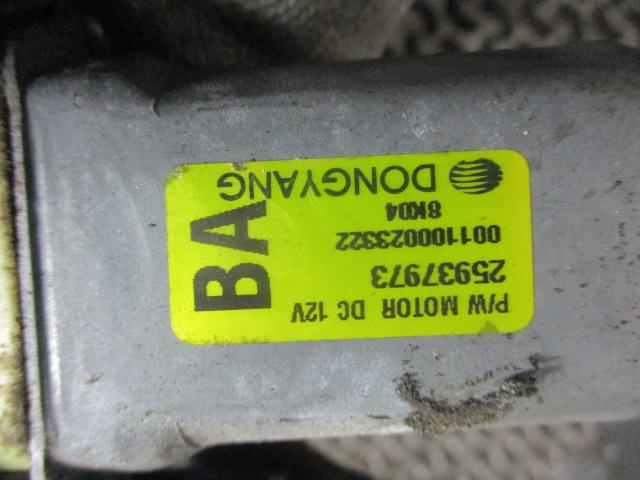 DONGYANG
8K04
001100023322
25937973
P/W MOTOR DC 12V
BA